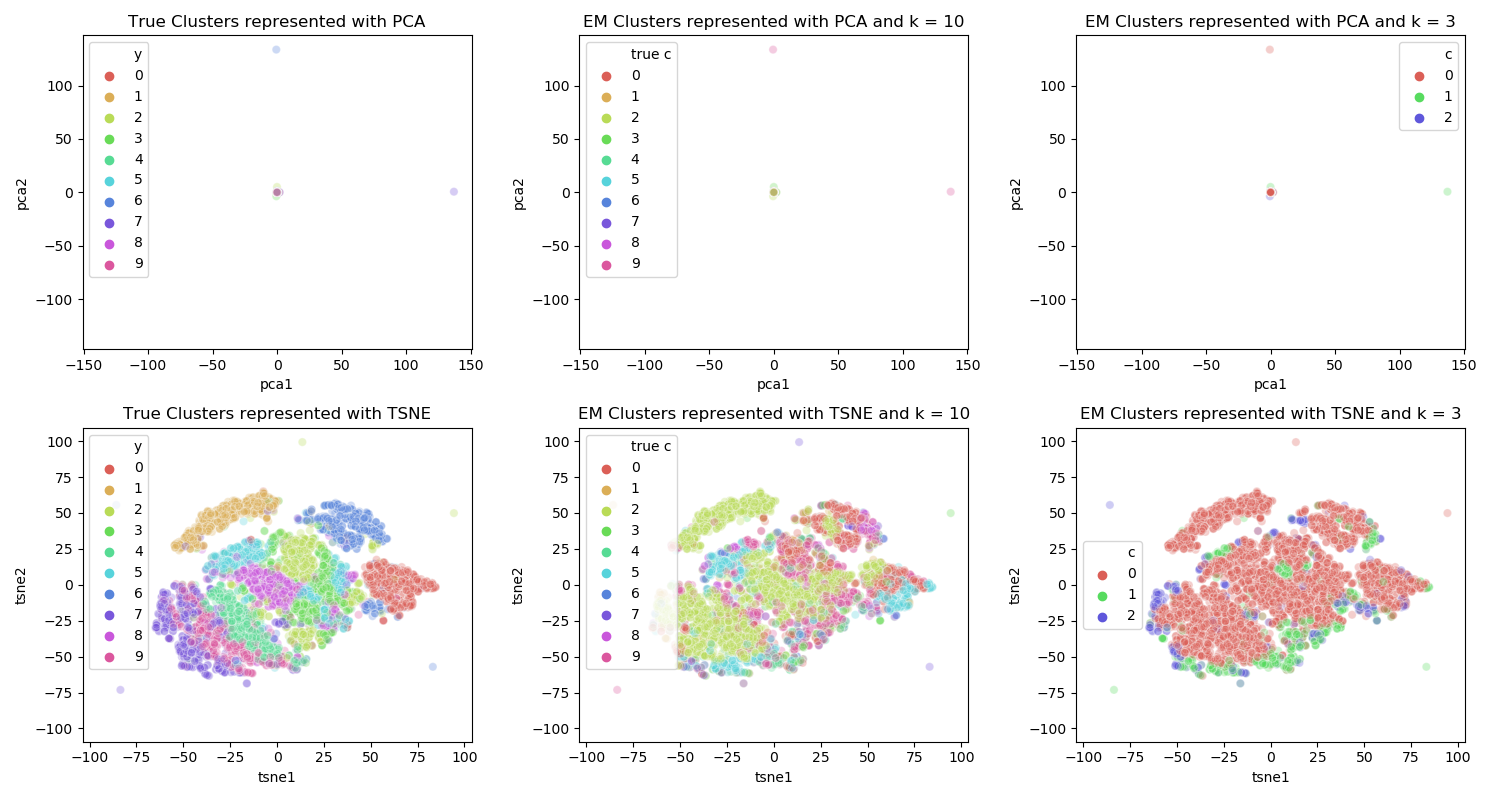 True Clusters represented with PCA
y
0
1
2
3
4
5
6
7
8
9
100
50
0
−50
−100
pca2
−150 −100 −50 0 50 100 150
pca1
EM Clusters represented with PCA and k = 10
true c
0
1
2
3
4
5
6
7
8
9
100
50
0
−50
−100
pca2
−150 −100 −50 0 50 100 150
pca1
EM Clusters represented with PCA and k = 3
c
0
1
2
100
50
0
−50
−100
pca2
−150 −100 −50 0 50 100 150
pca1
True Clusters represented with TSNE
y
0
1
2
3
4
5
6
7
8
9
100
75
50
25
0
−25
−50
−75
−100
tsne2
−100 −75 −50 −25 0 25 50 75 100
tsne1
EM Clusters represented with TSNE and k = 10
true c
0
1
2
3
4
5
6
7
8
9
100
75
50
25
0
−25
−50
−75
−100
tsne2
−100 −75 −50 −25 0 25 50 75 100
tsne1
EM Clusters represented with TSNE and k = 3
c
0
1
2
100
75
50
25
0
−25
−50
−75
−100
tsne2
−100 −75 −50 −25 0 25 50 75 100
tsne1